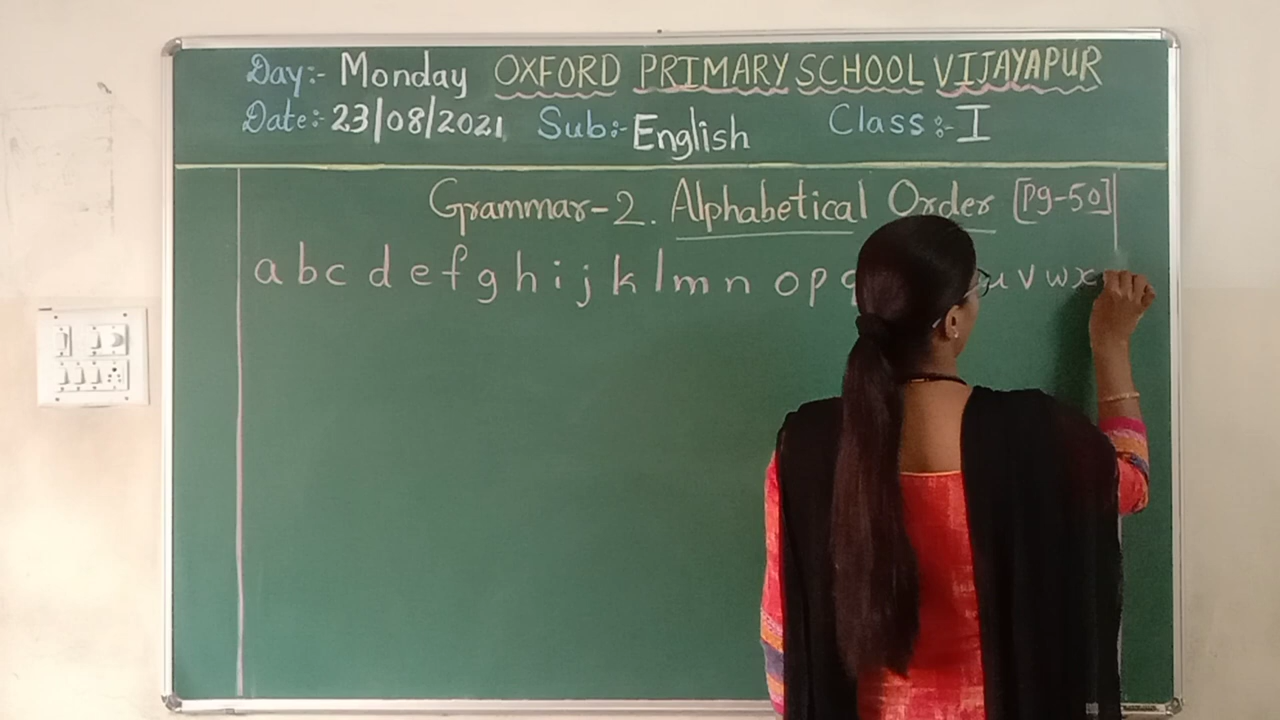 Day:- Monday OXFORD PRIMARY SCHOOL VIJAYAPUR
Date:- 23/08/2021 Sub:- English Class:- I
Grammar-2. Alphabetical Order [Pg-50]
a b c d e f g h i j k l m n o p q u v w x